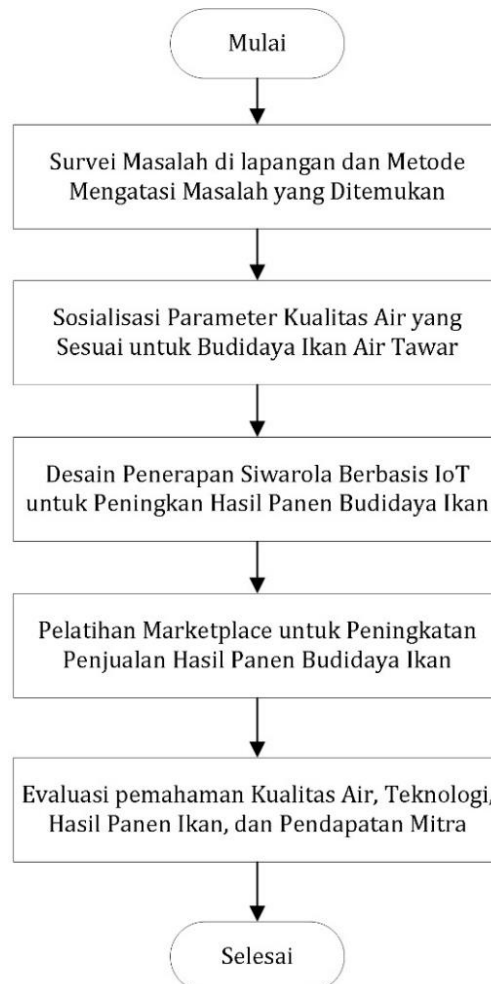 Mulai
Survei Masalah di lapangan dan Metode
Mengatasi Masalah yang Ditemukan
Sosialisasi Parameter Kualitas Air yang
Sesuai untuk Budidaya Ikan Air Tawar
Desain Penerapan Siwarola Berbasis IoT
untuk Peningkan Hasil Panen Budidaya Ikan
Pelatihan Marketplace untuk Peningkatan
Penjualan Hasil Panen Budidaya Ikan
Evaluasi pemahaman Kualitas Air, Teknologi,
Hasil Panen Ikan, dan Pendapatan Mitra
Selesai